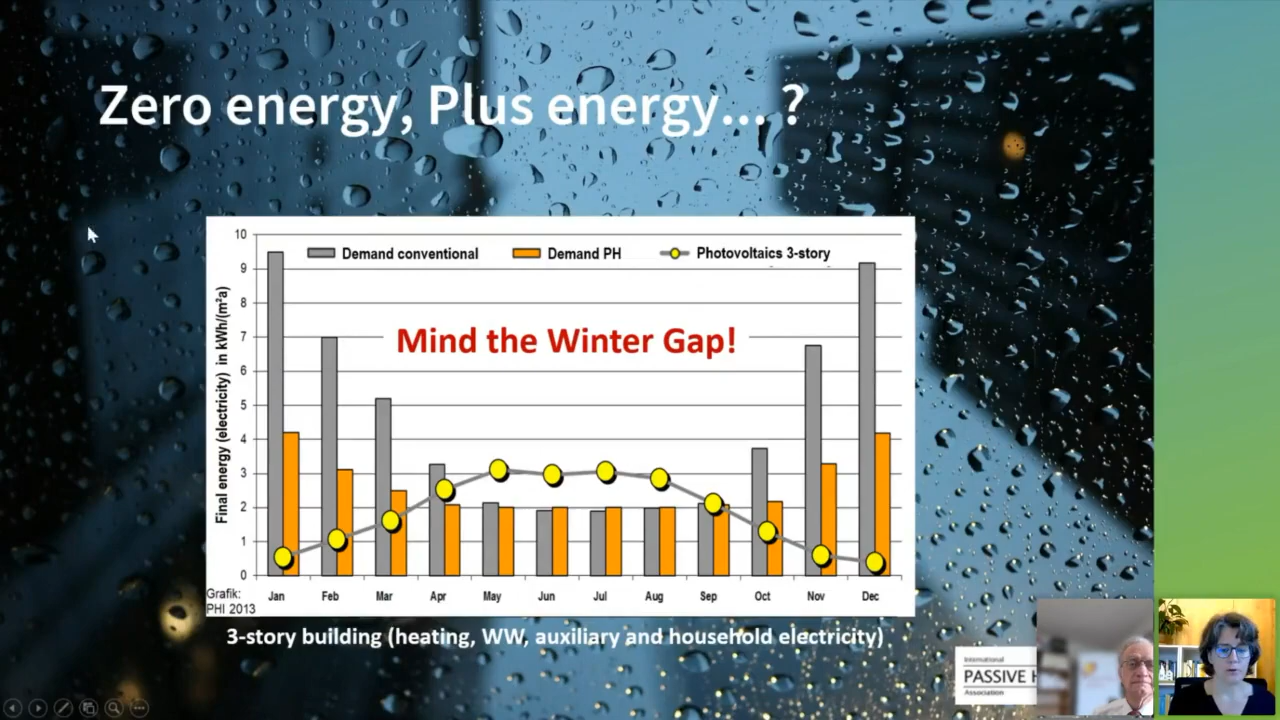 Zero energy, Plus energy... ?
10
9
8
7
6
5
4
3
2
1
0
Final energy (electricity) in kWh/(m²a)
Demand conventional
Demand PH
Photovoltaics 3-story
Mind the Winter Gap!
Jan Feb Mar Apr May Jun Jul Aug Sep Oct Nov Dec
Grafik:
PHI 2013
3-story building (heating, WW, auxiliary and household electricity)
International
PASSIVE H
Association